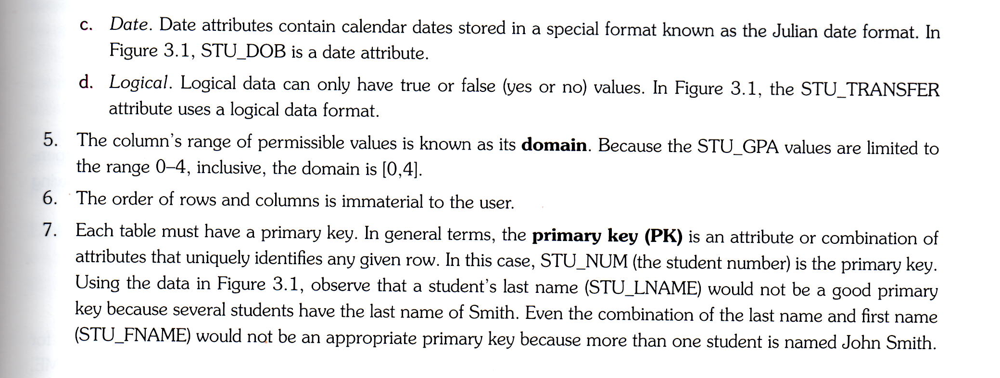 c. Date. Date attributes contain calendar dates stored in a special format known as the Julian date format. In
Figure 3.1, STU_DOB is a date attribute.
d. Logical. Logical data can only have true or false (yes or no) values. In Figure 3.1, the STU_TRANSFER
attribute uses a logical data format.
5. The column's range of permissible values is known as its domain. Because the STU_GPA values are limited to
the range 0–4, inclusive, the domain is [0,4].
6. The order of rows and columns is immaterial to the user.
7. Each table must have a primary key. In general terms, the primary key (PK) is an attribute or combination of
attributes that uniquely identifies any given row. In this case, STU_NUM (the student number) is the primary key.
Using the data in Figure 3.1, observe that a student's last name (STU_LNAME) would not be a good primary
key because several students have the last name of Smith. Even the combination of the last name and first name
(STU_FNAME) would not be an appropriate primary key because more than one student is named John Smith.